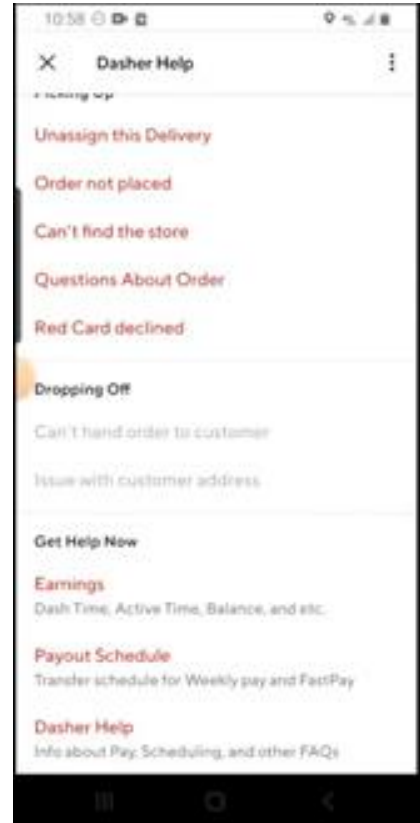 10:58
Dasher Help
Picking Up
Unassign this Delivery
Order not placed
Can't find the store
Questions About Order
Red Card declined
Dropping Off
Can't hand order to customer
Issue with customer address
Get Help Now
Earnings
Dash Time, Active Time, Balance, and etc.
Payout Schedule
Transfer schedule for Weekly pay and FastPay
Dasher Help
Info about Pay, Scheduling, and other FAQs